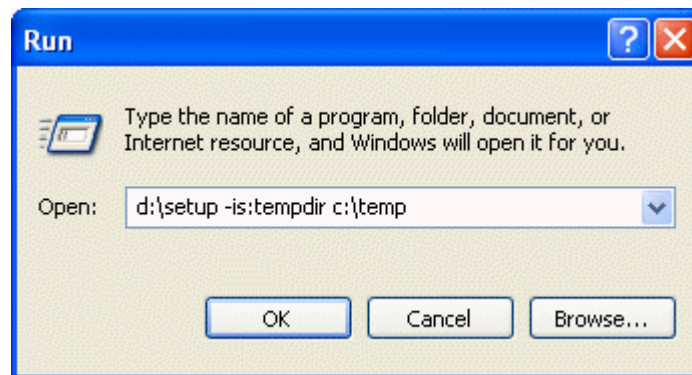 Run
Type the name of a program, folder, document, or
Internet resource, and Windows will open it for you.
Open: d:\setup -is:tempdir c:\temp
OK Cancel Browse...